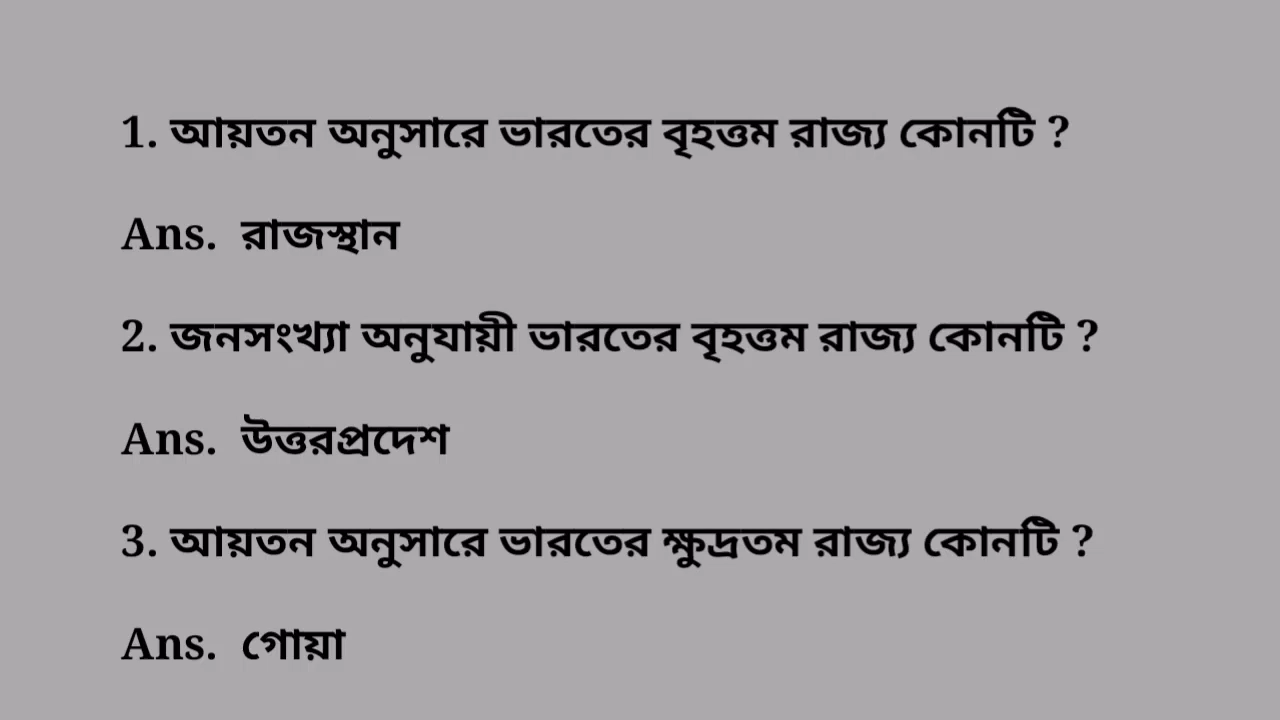 1. আয়তন অনুসারে ভারতের বৃহত্তম রাজ্য কোনটি ?
Ans. রাজস্থান
2. জনসংখ্যা অনুযায়ী ভারতের বৃহত্তম রাজ্য কোনটি ?
Ans. উত্তরপ্রদেশ
3. আয়তন অনুসারে ভারতের ক্ষুদ্রতম রাজ্য কোনটি ?
Ans. গোয়া